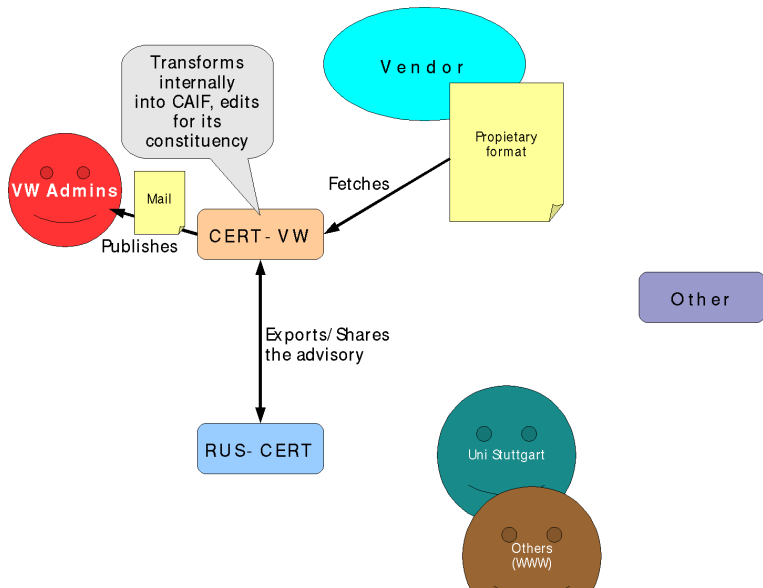 Transforms
internally
into CAIF, edits
for its
constituency
Vendor
Propietary
format
Fetches
VW Admins
Mail
Publishes
CERT- VW
Other
Exports/ Shares
the advisory
RUS- CERT
Uni Stuttgart
Others
(WWW)